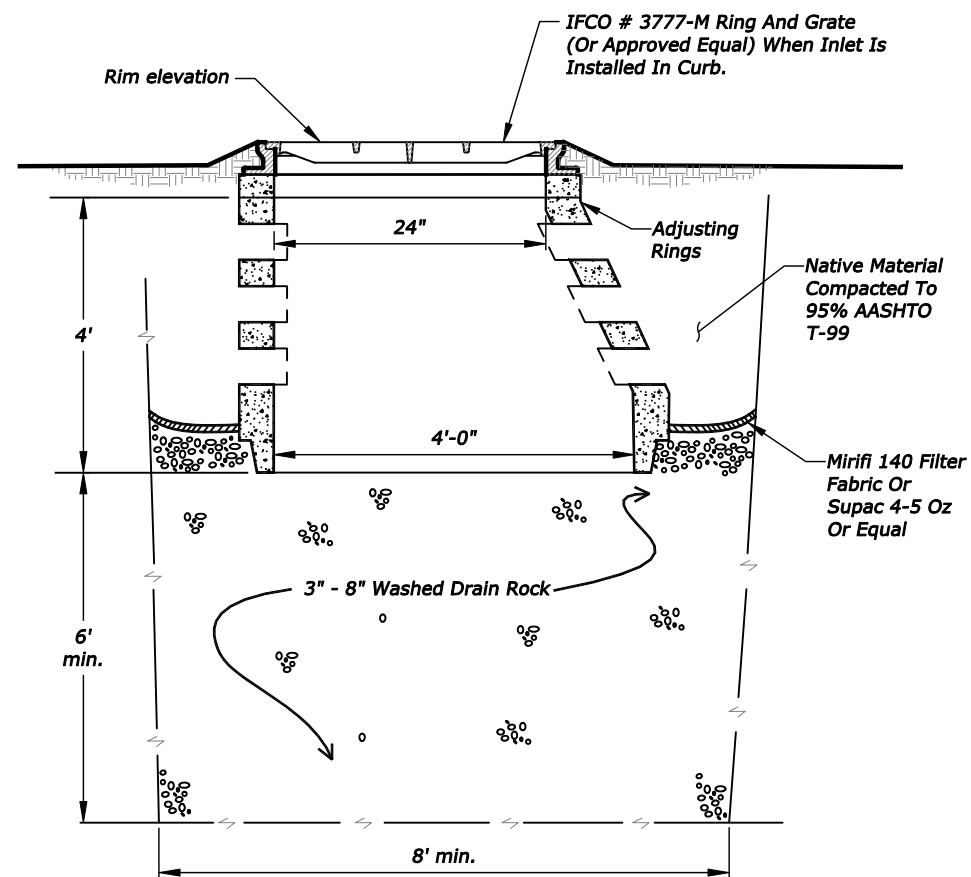 IFCO # 3777-M Ring And Grate
(Or Approved Equal) When Inlet Is
Installed In Curb.
Rim elevation
24"
Adjusting
Rings
Native Material
Compacted To
95% AASHTO
T-99
4'
4'-0"
Mirifi 140 Filter
Fabric Or
Supac 4-5 Oz
Or Equal
3" - 8" Washed Drain Rock
6'
min.
8' min.